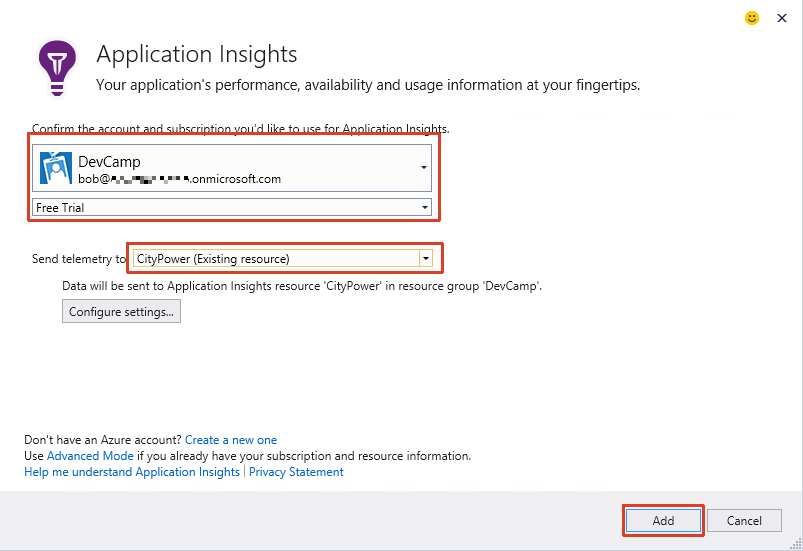 Application Insights
Your application's performance, availability and usage information at your fingertips.
Confirm the account and subscription you'd like to use for Application Insights.
DevCamp
bob@ .onmicrosoft.com
Free Trial
Send telemetry to CityPower (Existing resource)
Data will be sent to Application Insights resource 'CityPower' in resource group 'DevCamp'.
Configure settings...
Don't have an Azure account? Create a new one
Use Advanced Mode if you already have your subscription and resource information.
Help me understand Application Insights | Privacy Statement
Add Cancel